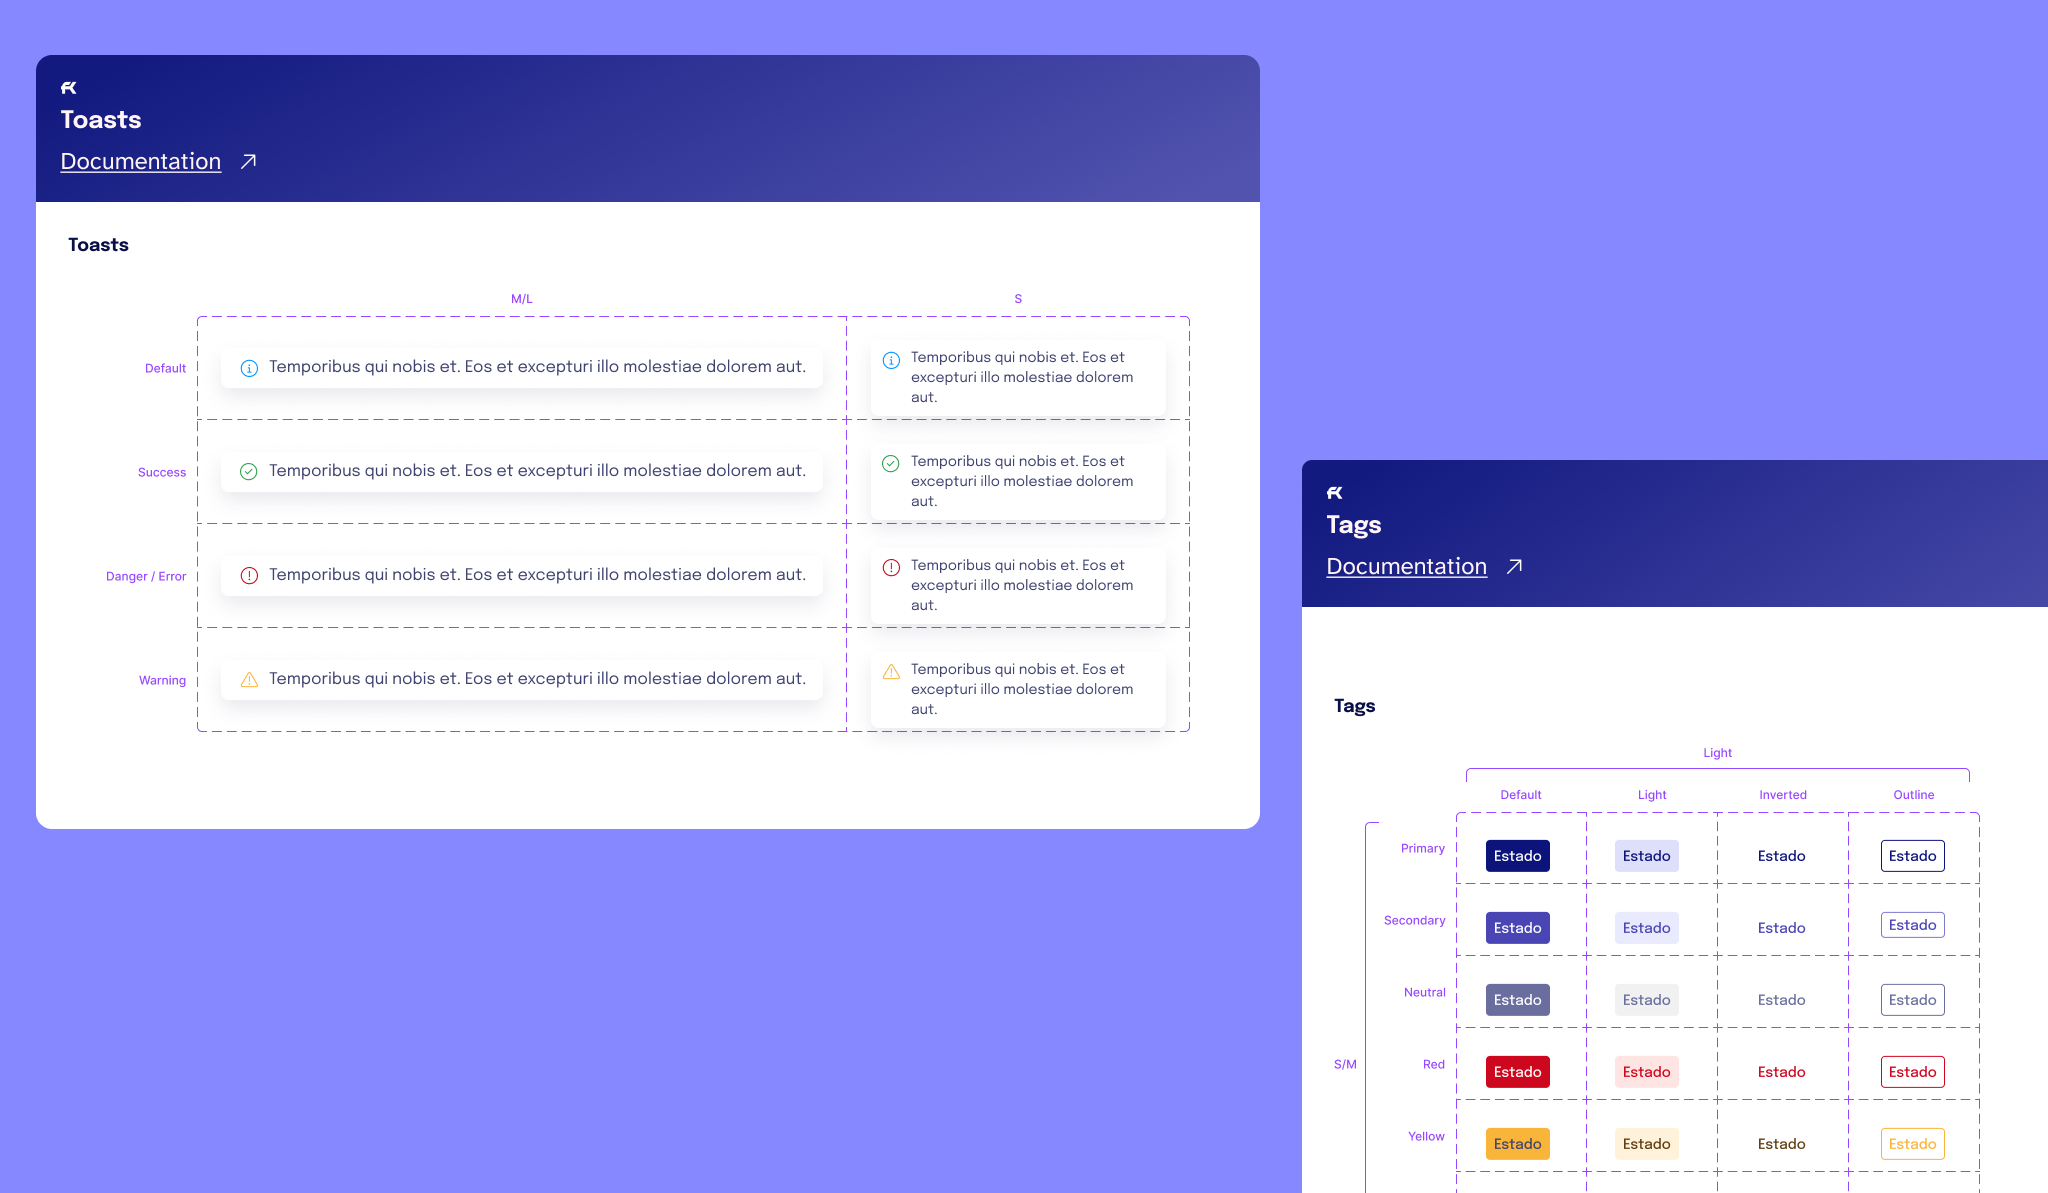 Toasts
Documentation
Toasts
M/L
S
Default
Temporibus qui nobis et. Eos et excepturi illo molestiae dolorem aut.
Temporibus qui nobis et. Eos et
excepturi illo molestiae dolorem
aut.
Success
Temporibus qui nobis et. Eos et excepturi illo molestiae dolorem aut.
Temporibus qui nobis et. Eos et
excepturi illo molestiae dolorem
aut.
Danger / Error
Temporibus qui nobis et. Eos et excepturi illo molestiae dolorem aut.
Temporibus qui nobis et. Eos et
excepturi illo molestiae dolorem
aut.
Warning
Temporibus qui nobis et. Eos et excepturi illo molestiae dolorem aut.
Temporibus qui nobis et. Eos et
excepturi illo molestiae dolorem
aut.
Tags
Documentation
Tags
Light
Default Light Inverted Outline
Primary Estado Estado Estado Estado
Secondary Estado Estado Estado Estado
Neutral Estado Estado Estado Estado
S/M
Red Estado Estado Estado Estado
Yellow Estado Estado Estado Estado